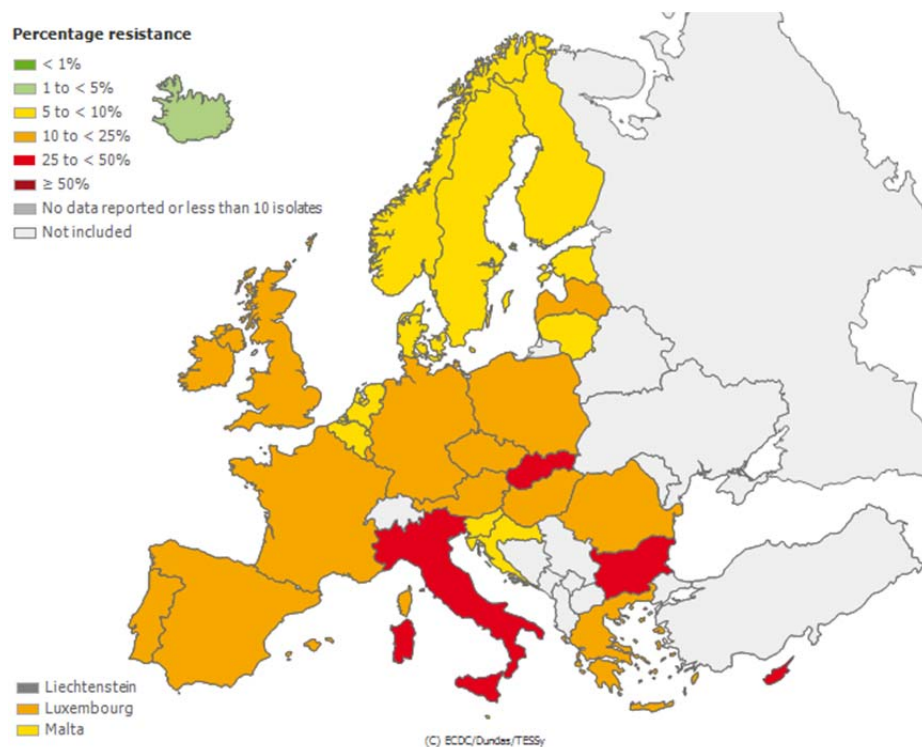 Percentage resistance
< 1%
1 to < 5%
5 to < 10%
10 to < 25%
25 to < 50%
≥ 50%
No data reported or less than 10 isolates
Not included
Liechtenstein
Luxembourg
Malta
(C) ECDC/Dundas/TESSy